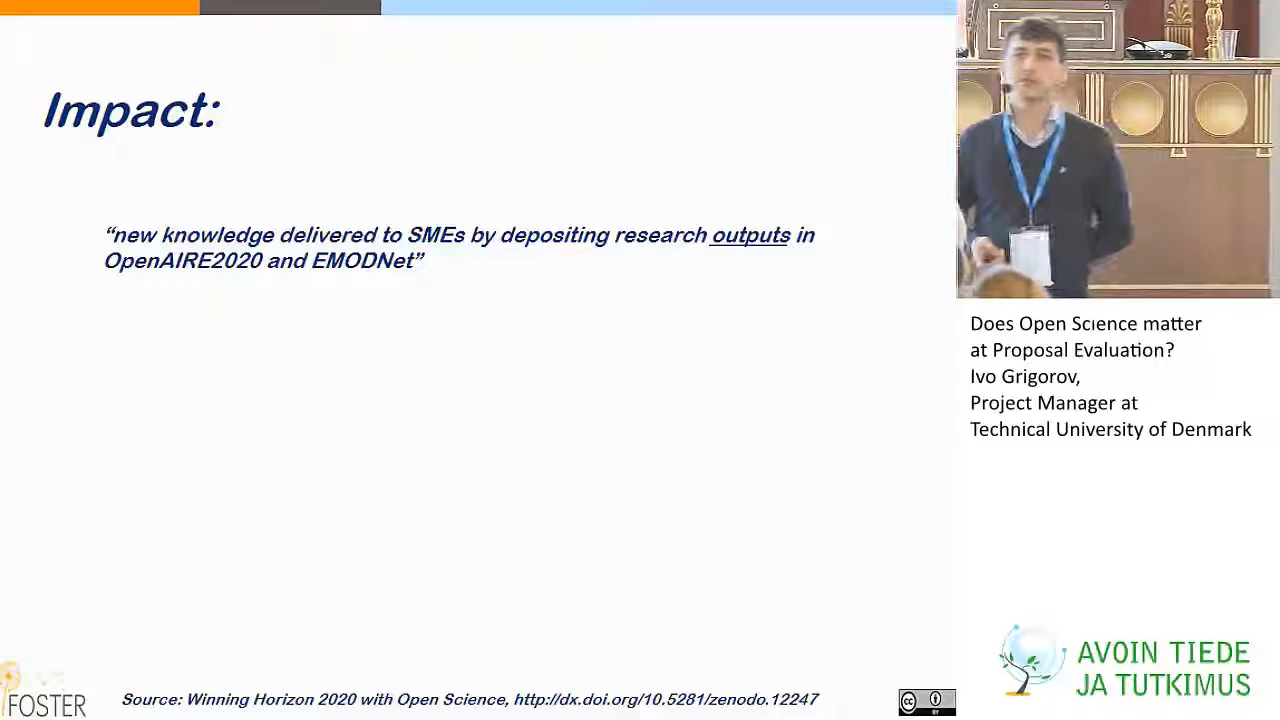 Impact:
“new knowledge delivered to SMEs by depositing research outputs in
OpenAIRE2020 and EMODNet”
Source: Winning Horizon 2020 with Open Science, http://dx.doi.org/10.5281/zenodo.12247
FOSTER
cc
BY
Does Open Science matter
at Proposal Evaluation?
Ivo Grigorov,
Project Manager at
Technical University of Denmark
AVOIN TIEDE
JA TUTKIMUS